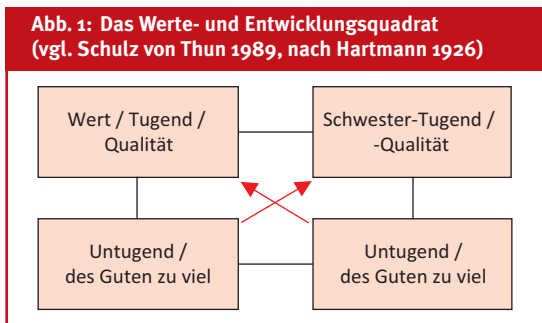 Abb. 1: Das Werte- und Entwicklungsquadrat
(vgl. Schulz von Thun 1989, nach Hartmann 1926)
Wert / Tugend /
Qualität
Schwester-Tugend /
-Qualität
Untugend /
des Guten zu viel
Untugend /
des Guten zu viel